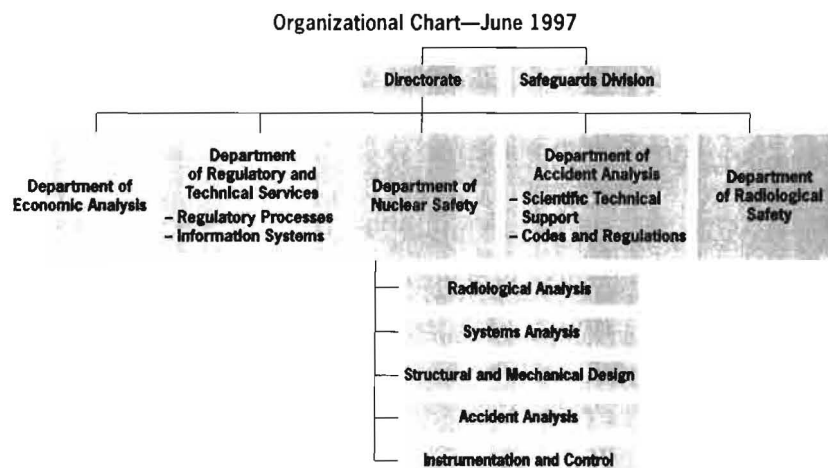 Organizational Chart—June 1997
Directorate
Safeguards Division
Department of
Economic Analysis
Department
of Regulatory and
Technical Services
– Regulatory Processes
– Information Systems
Department of
Nuclear Safety
Department of
Accident Analysis
– Scientific Technical
Support
– Codes and Regulations
Department
of Radiological
Safety
Radiological Analysis
Systems Analysis
Structural and Mechanical Design
Accident Analysis
Instrumentation and Control